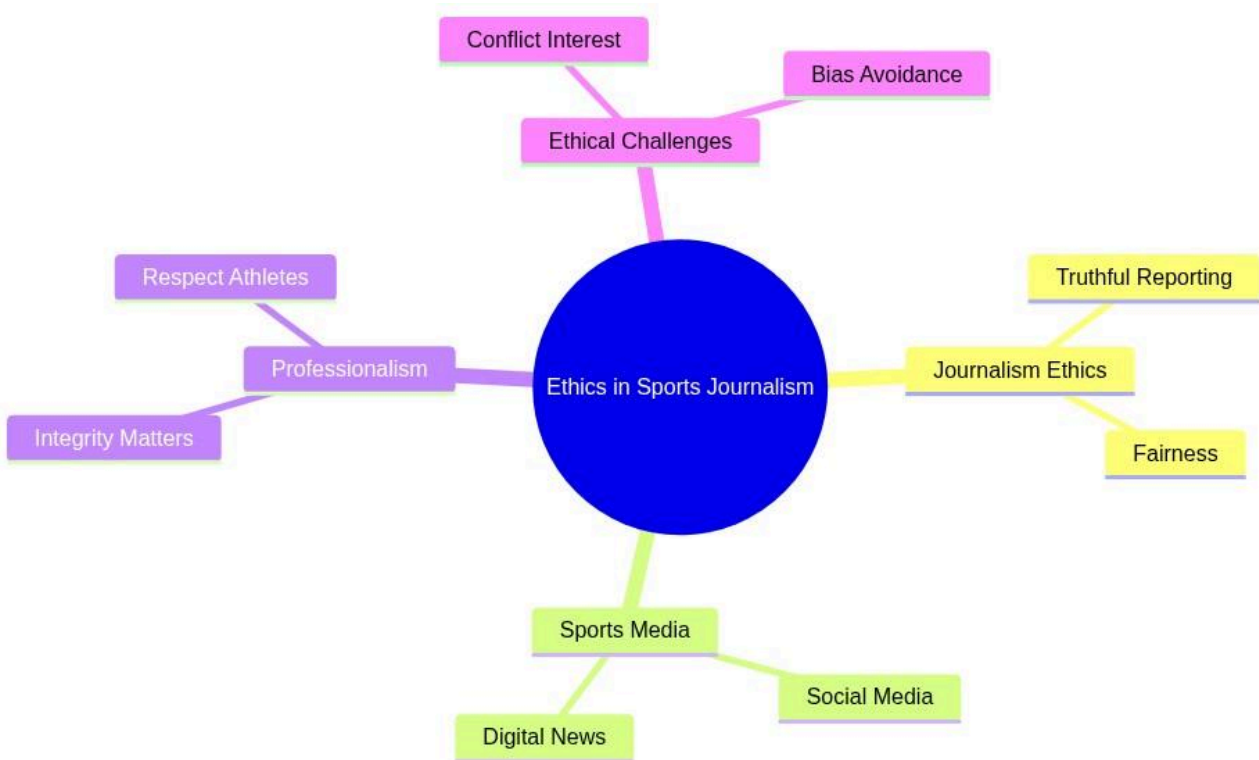 Conflict Interest
Bias Avoidance
Ethical Challenges
Respect Athletes
Truthful Reporting
Professionalism
Journalism Ethics
Ethics in Sports Journalism
Integrity Matters
Fairness
Sports Media
Social Media
Digital News